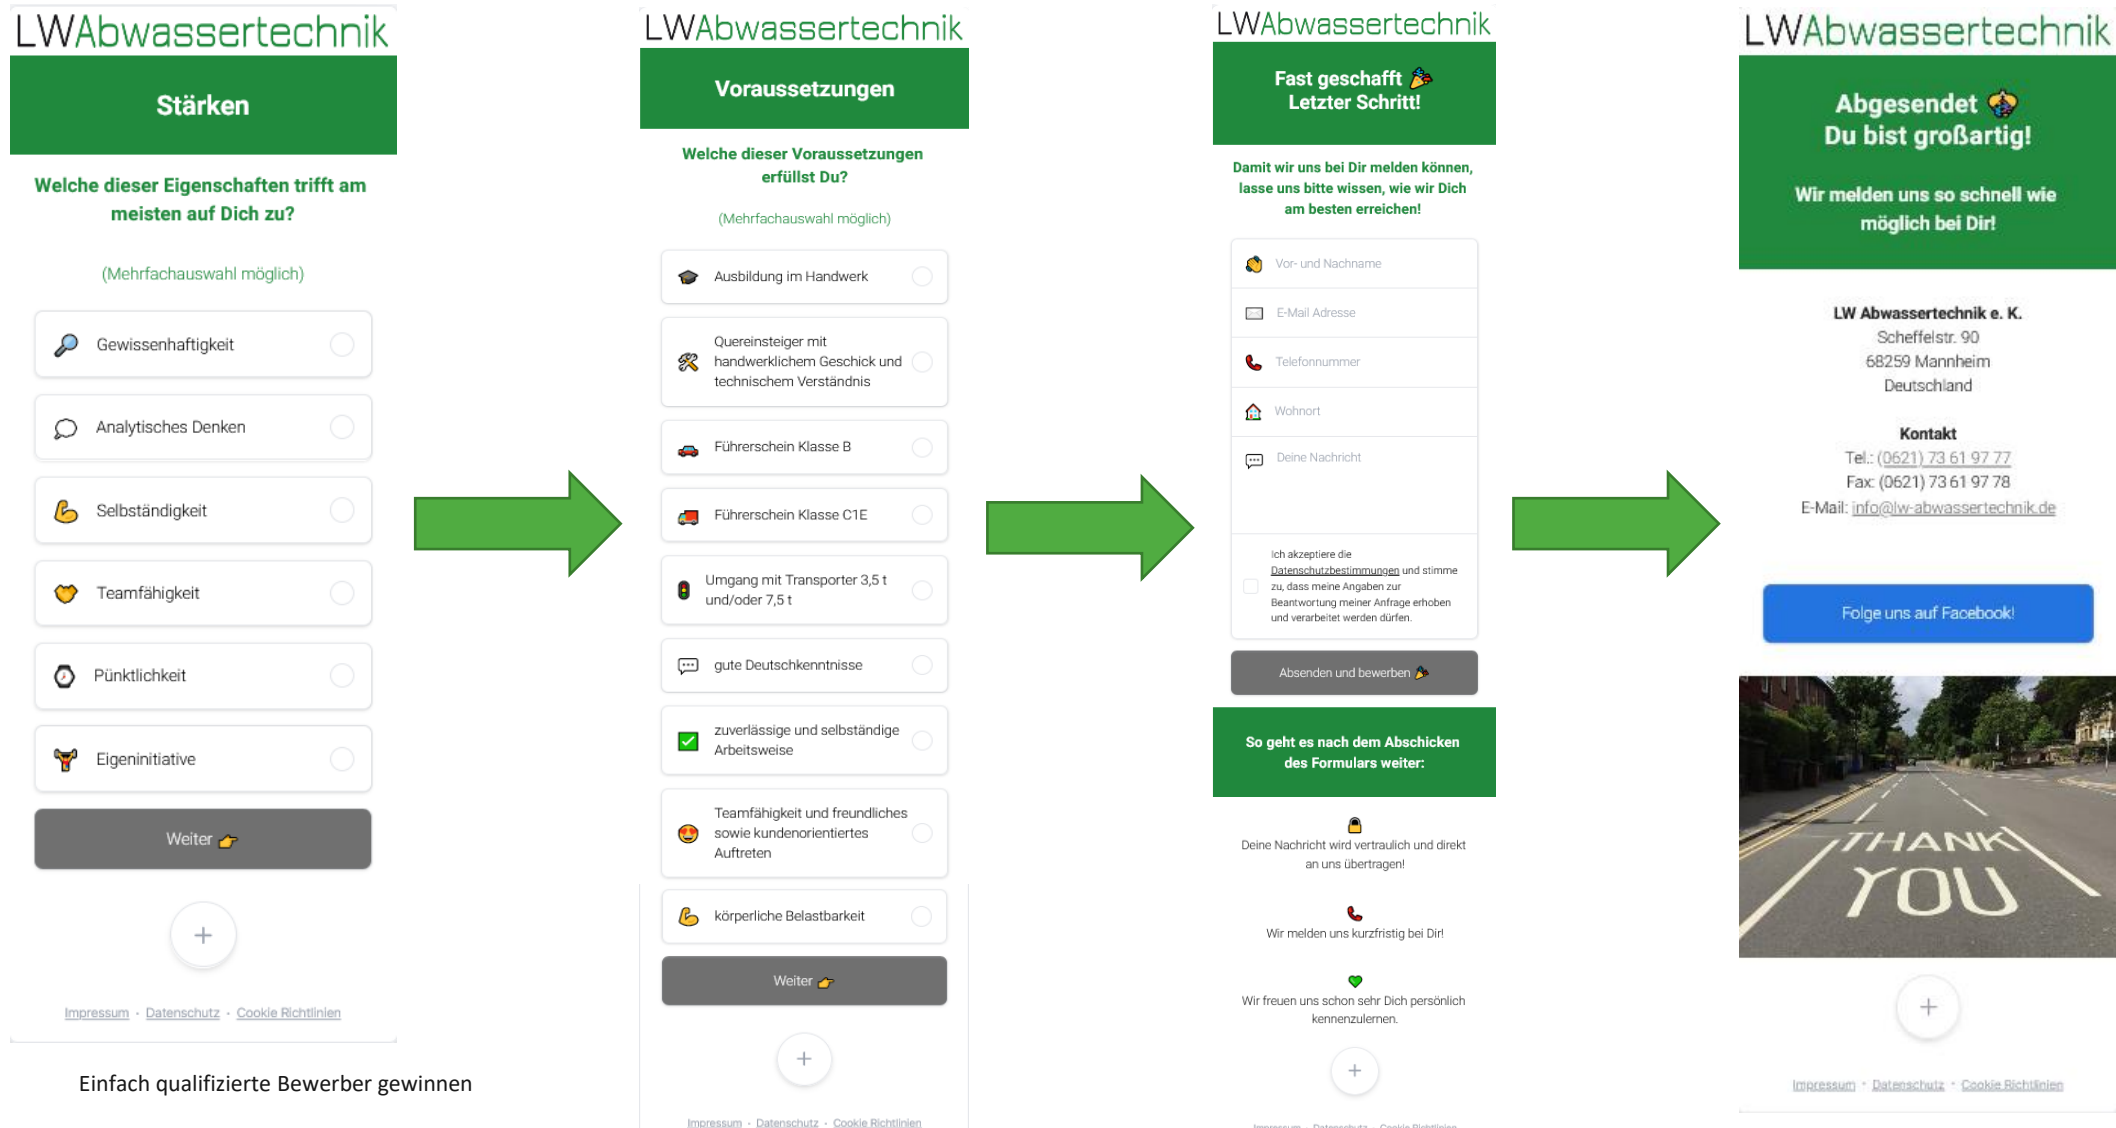 LWAbwassertechnik
Stärken
Welche dieser Eigenschaften trifft am
meisten auf Dich zu?
(Mehrfachauswahl möglich)
Gewissenhaftigkeit
Analytisches Denken
Selbständigkeit
Teamfähigkeit
Pünktlichkeit
Eigeninitiative
Weiter
+
Impressum · Datenschutz · Cookie Richtlinien
Einfach qualifizierte Bewerber gewinnen
LWAbwassertechnik
Voraussetzungen
Welche dieser Voraussetzungen
erfüllst Du?
(Mehrfachauswahl möglich)
Ausbildung im Handwerk
Quereinsteiger mit
handwerklichem Geschick und
technischem Verständnis
Führerschein Klasse B
Führerschein Klasse C1E
Umgang mit Transporter 3,5 t
und/oder 7,5 t
gute Deutschkenntnisse
zuverlässige und selbständige
Arbeitsweise
Teamfähigkeit und freundliches
sowie kundenorientiertes
Auftreten
körperliche Belastbarkeit
Weiter
+
Impressum · Datenschutz · Cookie Richtlinien
LWAbwassertechnik
Fast geschafft
Letzter Schritt!
Damit wir uns bei Dir melden können,
lasse uns bitte wissen, wie wir Dich
am besten erreichen!
Vor- und Nachname
E-Mail Adresse
Telefonnummer
Wohnort
Deine Nachricht
Ich akzeptiere die
Datenschutzbestimmungen und stimme
zu, dass meine Angaben zur
Beantwortung meiner Anfrage erhoben
und verarbeitet werden dürfen.
Absenden und bewerben
So geht es nach dem Abschicken
des Formulars weiter:
Deine Nachricht wird vertraulich und direkt
an uns übertragen!
Wir melden uns kurzfristig bei Dir!
Wir freuen uns schon sehr Dich persönlich
kennenzulernen.
+
Impressum · Datenschutz · Cookie Richtlinien
LWAbwassertechnik
Abgesendet
Du bist großartig!
Wir melden uns so schnell wie
möglich bei Dir!
LW Abwassertechnik e. K.
Scheffelstr. 90
68259 Mannheim
Deutschland
Kontakt
Tel.: (0621) 73 61 97 77
Fax: (0621) 73 61 97 78
E-Mail: info@lw-abwassertechnik.de
Folge uns auf Facebook!
THANK
YOU
+
Impressum · Datenschutz · Cookie Richtlinien